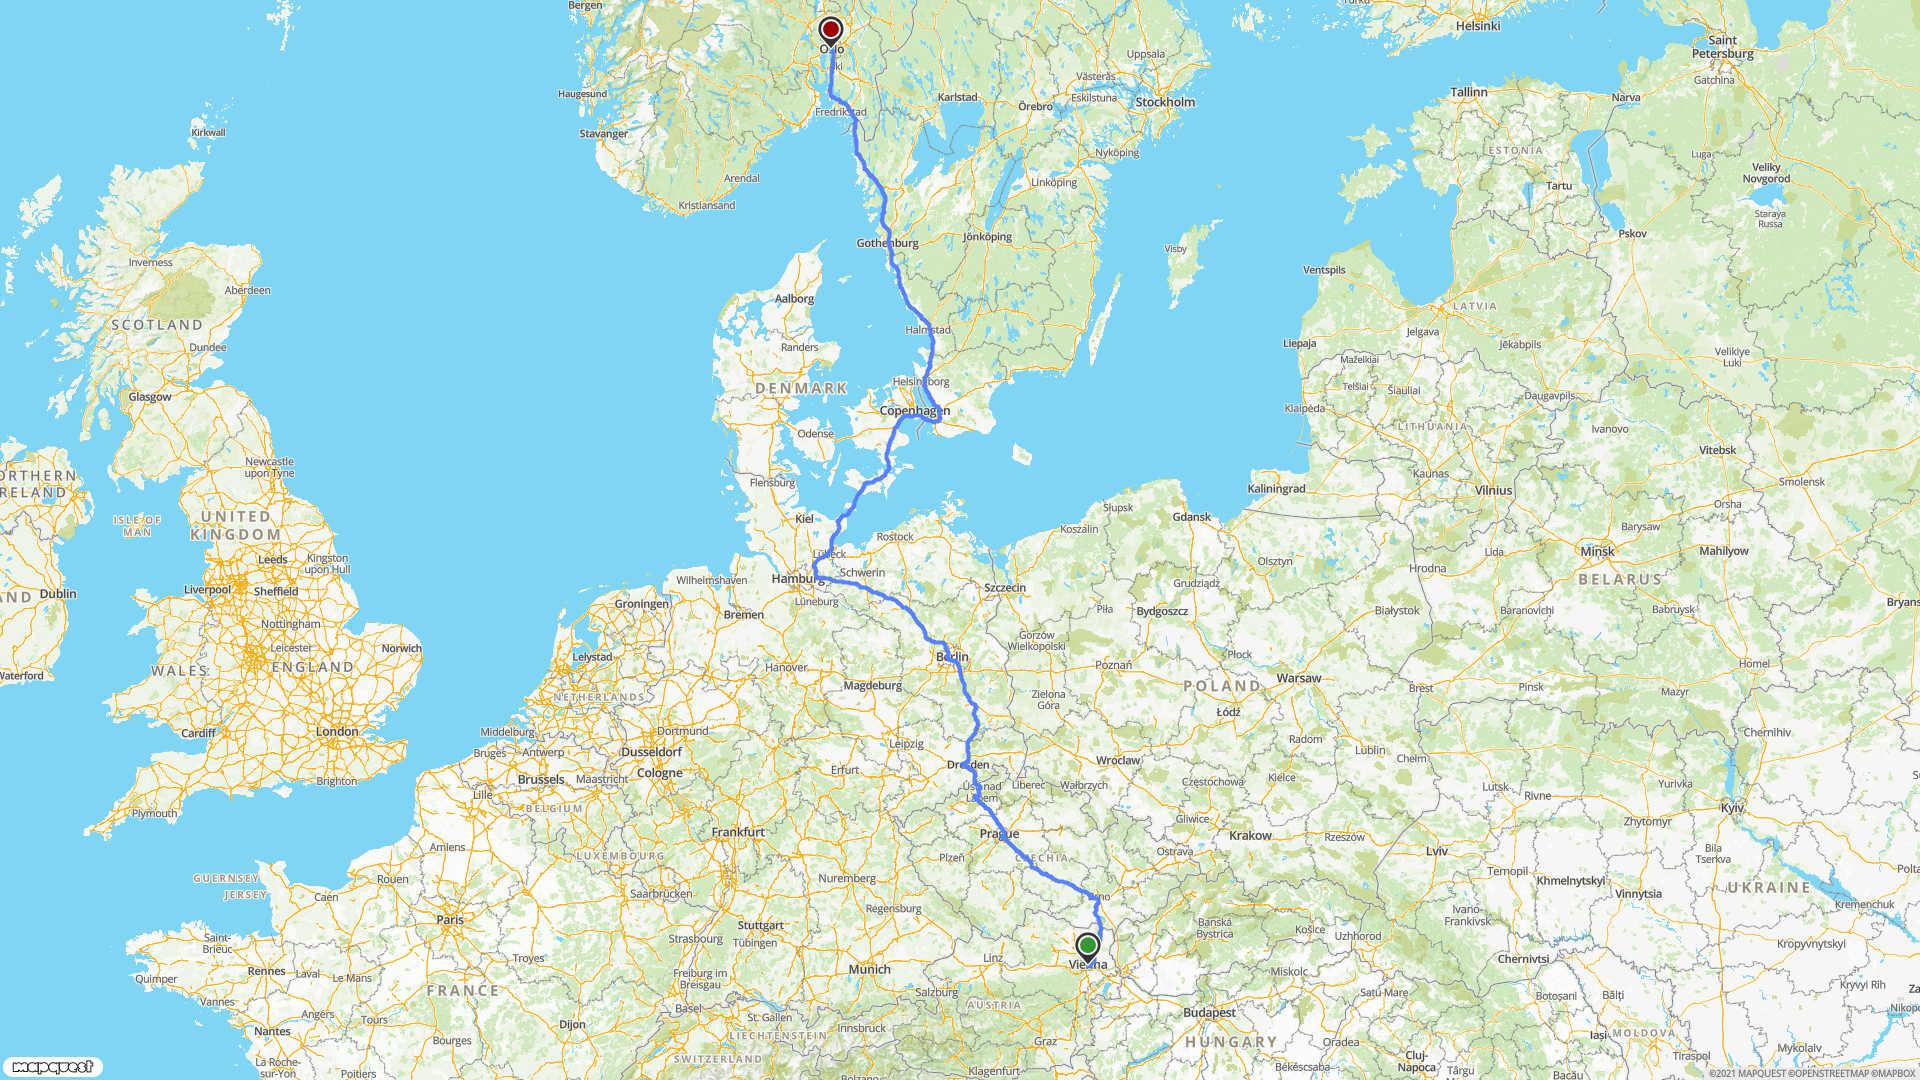 Bergen
Turku
Helsinki
Saint
Petersburg
Oslo
Uppsala
Gatchina
ski
Västerås
Haugesund
Karlstad
Eskilstuna
Tallinn
Narva
Örebro
Stockholm
Fredrikstad
Kirkwall
Stavanger
Nyköping
ESTONIA
Luga
Veliky
Novgorod
Arendal
Linköping
Tartu
Kristiansand
Staraya
Russa
Pskov
Gothenburg
Jönköping
Visby
Inverness
Ventspils
Aberdeen
Aalborg
LATVIA
SCOTLAND
Halmstad
Jelgava
Dundee
Randers
Liepaja
Jēkabpils
Velikiye
Luki
Mažeikiai
Helsingborg
DENMARK
Telšiai
Šiauliai
Glasgow
Daugavpils
Copenhagen
Klaipėda
LITHUANIA
Odense
Ivanovo
Vitebsk
Newcastle
upon Tyne
NORTHERN
IRELAND
Kaunas
Flensburg
Smolensk
Kaliningrad
Vilnius
Orsha
Słupsk
UNITED
KINGDOM
ISLE OF
MAN
Kiel
Gdansk
Koszalin
Barysaw
Rostock
Lübeck
Leeds
Kingston
upon Hull
Lida
Minsk
Mahilyow
Olsztyn
Hrodna
Schwerin
Hamburg
Wilhelmshaven
BELARUS
Grudziądz
Liverpool
Sheffield
Szczecin
Dublin
Lüneburg
Groningen
Piła
Bydgoszcz
Białystok
Baranovichi
Babruysk
Bryansk
Bremen
Nottingham
Gorzów
Wielkopolski
Leicester
Norwich
Płock
Lelystad
Berlin
ENGLAND
WALES
Hanover
Poznań
Homel
Waterford
Warsaw
Magdeburg
POLAND
Brest
Pinsk
Mazyr
NETHERLANDS
Zielona
Góra
Łódź
Cardiff
London
Middelburg
Dortmund
Chernihiv
Leipzig
Radom
Lublin
Bruges
Antwerp
Dusseldorf
Chełm
Brighton
Brussels
Maastricht
Cologne
Erfurt
Dresden
Wroclaw
Częstochowa
Kielce
Yurivka
Lille
Ústí nad
Labem
Liberec
Wałbrzych
Lutsk
Rivne
Plymouth
BELGIUM
Kyiv
Gliwice
Zhytomyr
Frankfurt
Prague
Krakow
Rzeszów
Amiens
Lviv
Bila
Tserkva
LUXEMBOURG
Plzeň
CZECHIA
Ostrava
Ternopil
GUERNSEY
Rouen
Nuremberg
Khmelnytskyi
JERSEY
Caen
Saarbrücken
Brno
Vinnytsia
UKRAINE
Poltava
Regensburg
Kremenchuk
Paris
Stuttgart
Banská
Bystrica
Ivano-
Frankivsk
Košice
Uzhhorod
Saint-
Brieuc
Strasbourg
Tübingen
Kropyvnytskyi
Troyes
Linz
Vienna
Chernivtsi
Rennes
Laval
Le Mans
Quimper
Freiburg im
Breisgau
Munich
Miskolc
Kryvyi Rih
Vannes
FRANCE
Salzburg
Satu Mare
Botoșani
Bălți
Angers
Basel
AUSTRIA
Nikopol
Tours
St. Gallen
Budapest
Nantes
Dijon
Innsbruck
LIECHTENSTEIN
Iași
MOLDOVA
Bourges
Graz
HUNGARY
Oradea
Mykolaiv
Cluj-
Napoca
Tiraspol
La Roche-
sur-Yon
SWITZERLAND
Békéscsaba
mapquest
Poitiers
Klagenfurt
Bolzano
Târgu
Mureș
Bacău
©2021 MAPQUEST ©OPENSTREETMAP ©MAPBOX